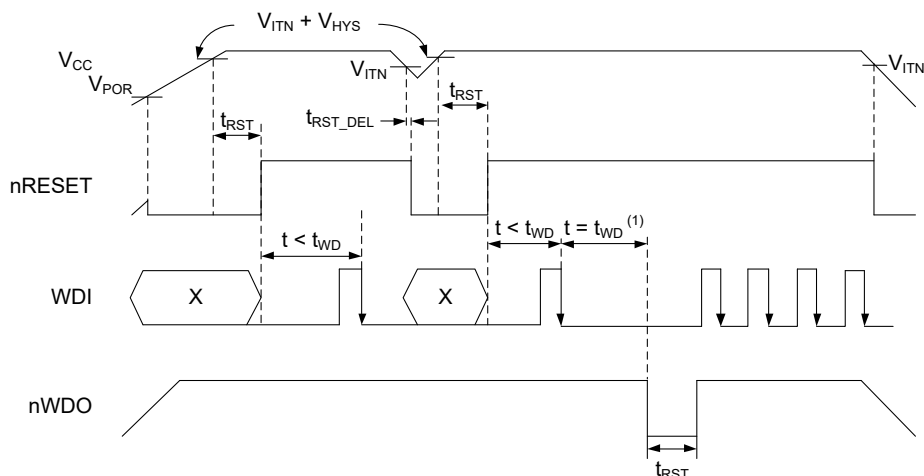 V_ITN + V_HYS
V_CC
V_POR
V_ITN
V_ITN
t_RST
t_RST
t_RST_DEL
nRESET
t < t_WD
t < t_WD
t = t_WD (1)
WDI
X
X
nWDO
t_RST